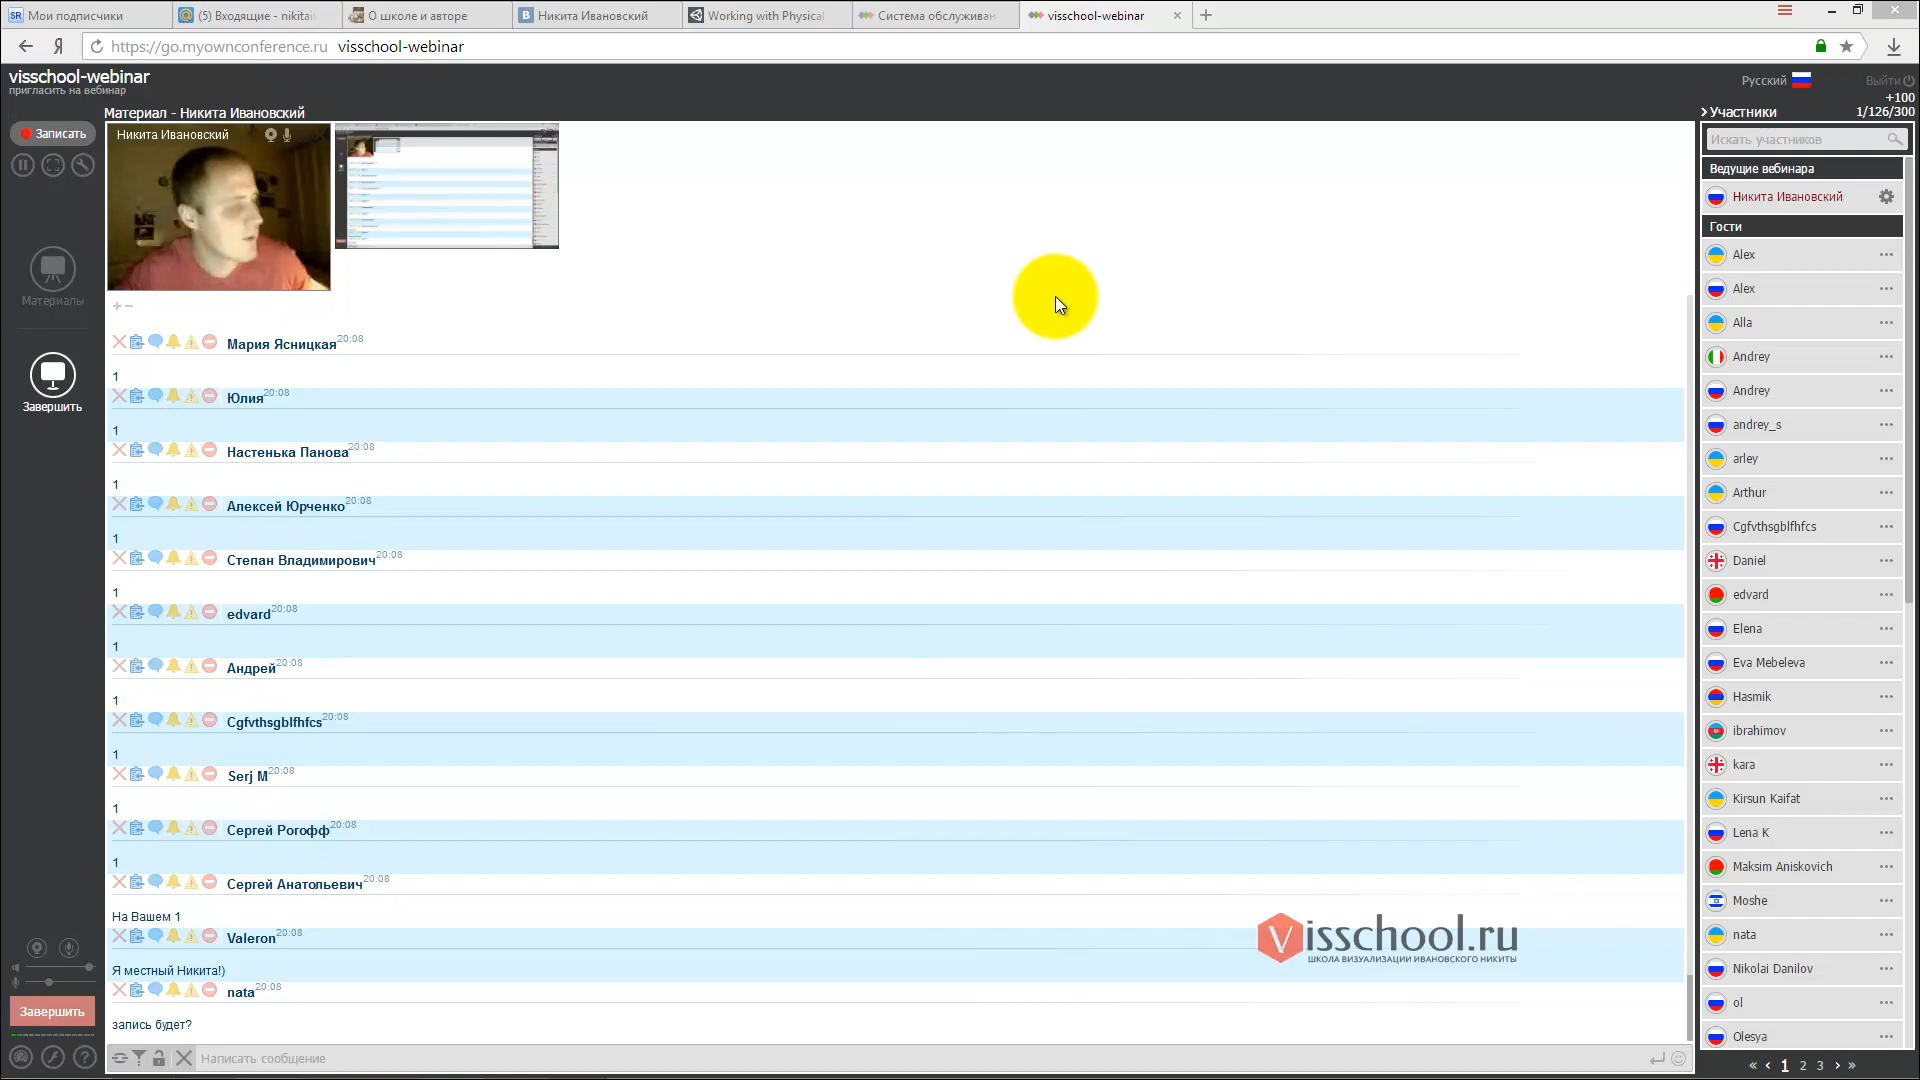 SR Мои подписчики
(5) Входящие - nikitai
О школе и авторе
В Никита Ивановский
Working with Physical
Система обслуживан
visschool-webinar
Я https://go.myownconference.ru visschool-webinar
visschool-webinar
пригласить на вебинар
Русский
Выйти
+100
Материал - Никита Ивановский
Участники 1/126/300
Записать
Никита Ивановский
Искать участников
Ведущие вебинара
Никита Ивановский
Гости
Материалы
Завершить
Мария Ясницкая 20:08
1
Юлия 20:08
1
Настенька Панова 20:08
1
Алексей Юрченко 20:08
1
Степан Владимирович 20:08
1
edvard 20:08
1
Андрей 20:08
1
Cgfvthsgblfhfcs 20:08
1
Serj M 20:08
1
Сергей Рогофф 20:08
1
Сергей Анатольевич 20:08
На Вашем 1
Valeron 20:08
Я местный Никита!)
nata 20:08
запись будет?
Написать сообщение
Visschool.ru
ШКОЛА ВИЗУАЛИЗАЦИИ ИВАНОВСКОГО НИКИТЫ
Завершить
Alex
Alex
Alla
Andrey
Andrey
andrey_s
arley
Arthur
Cgfvthsgblfhfcs
Daniel
edvard
Elena
Eva Mebeleva
Hasmik
ibrahimov
kara
Kirsun Kaifat
Lena K
Maksim Aniskovich
Moshe
nata
Nikolai Danilov
ol
Olesya
« ‹ 1 2 3 › »